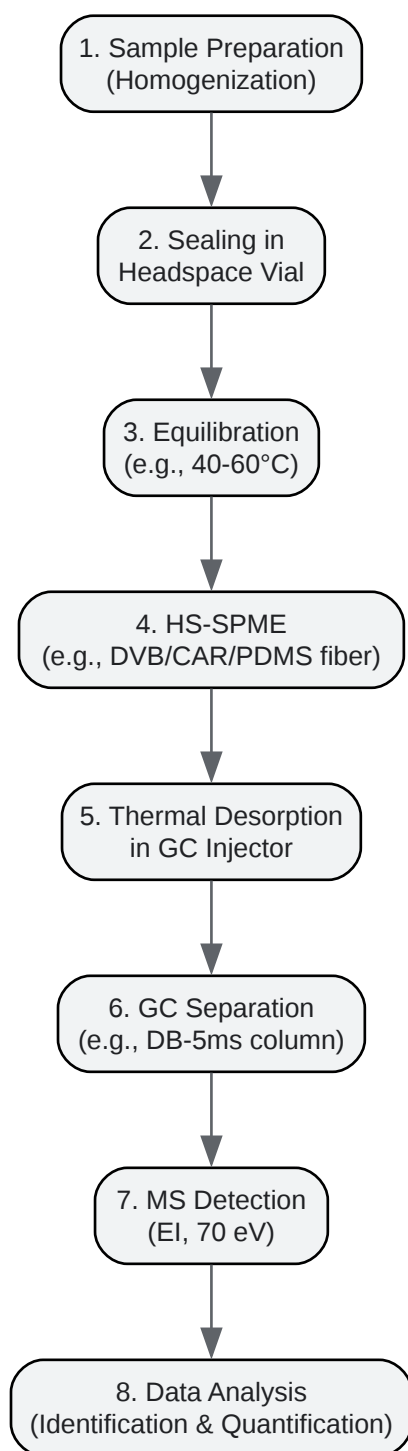 1. Sample Preparation
(Homogenization)
2. Sealing in
Headspace Vial
3. Equilibration
(e.g., 40-60°C)
4. HS-SPME
(e.g., DVB/CAR/PDMS fiber)
5. Thermal Desorption
in GC Injector
6. GC Separation
(e.g., DB-5ms column)
7. MS Detection
(EI, 70 eV)
8. Data Analysis
(Identification & Quantification)